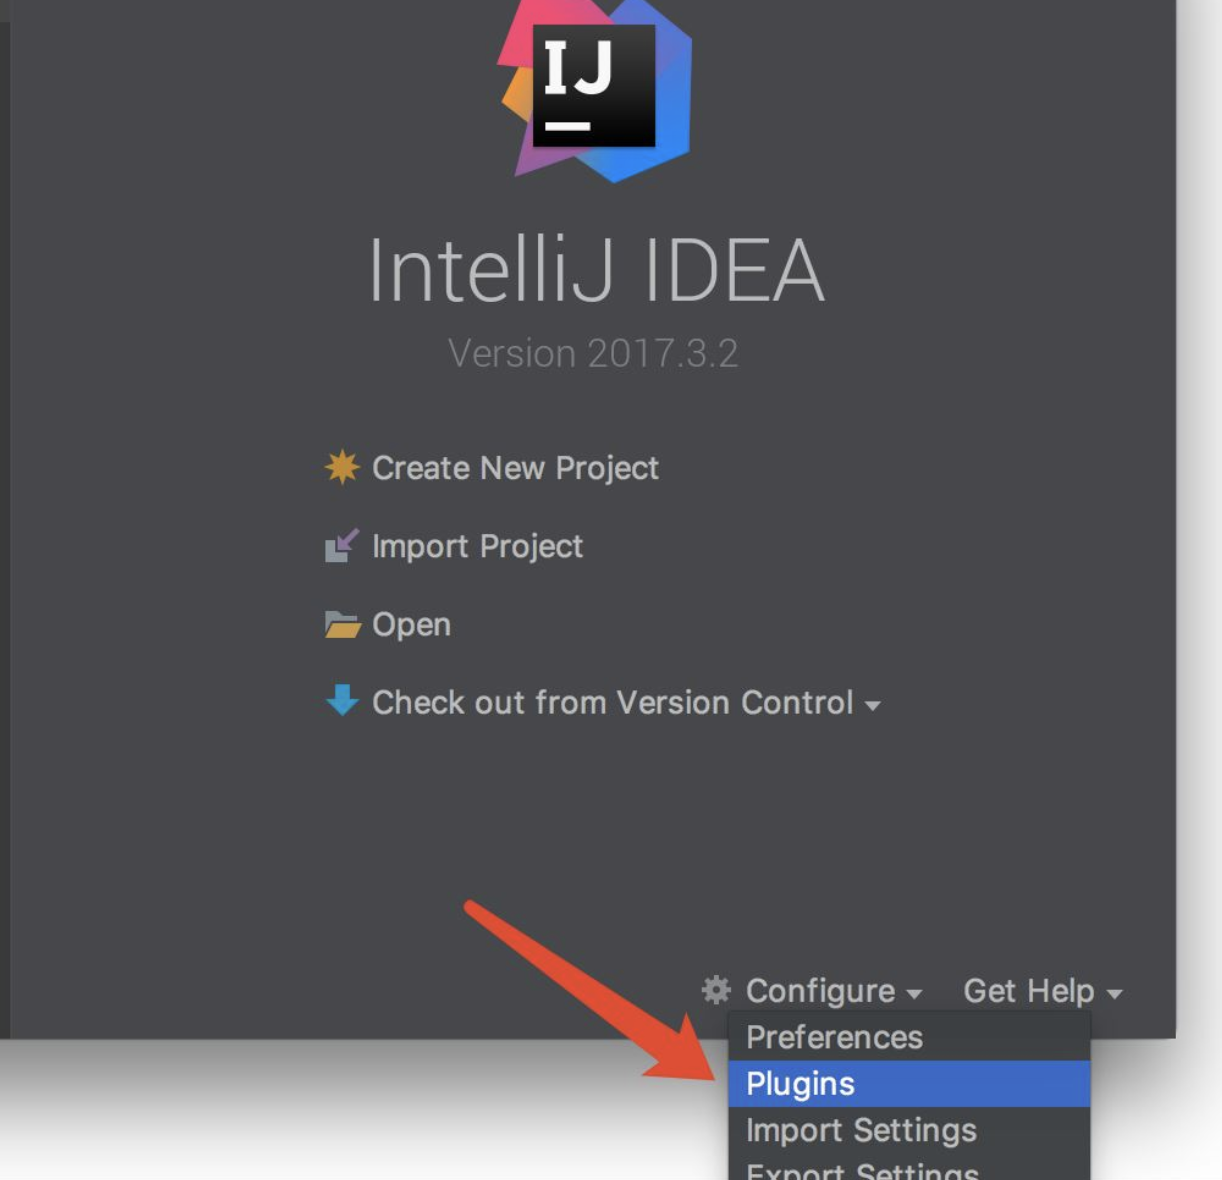 IJ
IntelliJ IDEA
Version 2017.3.2
Create New Project
Import Project
Open
Check out from Version Control
Configure Get Help
Preferences
Plugins
Import Settings
Export Settings